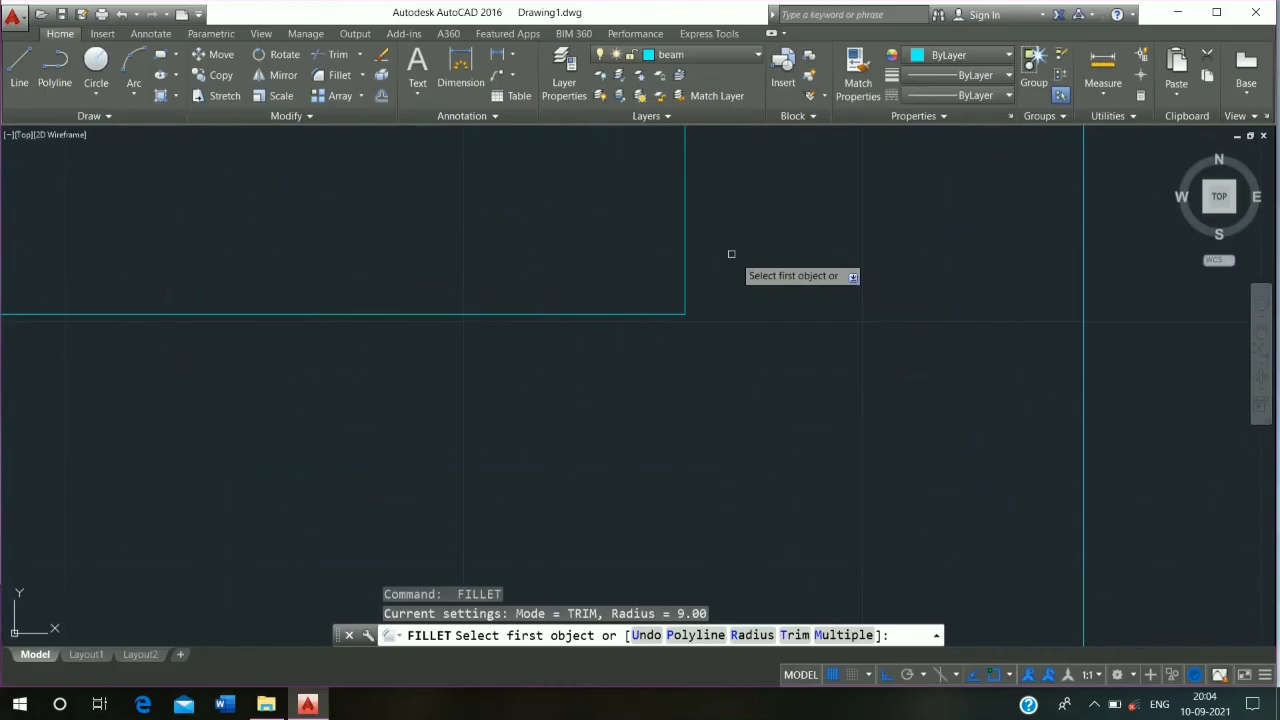 Autodesk AutoCAD 2016 Drawing1.dwg
Type a keyword or phrase
Sign In
Home Insert Annotate Parametric View Manage Output Add-ins A360 Featured Apps BIM 360 Performance Express Tools
Line
Polyline
Circle
Arc
Draw
Move
Copy
Stretch
Rotate
Mirror
Scale
Trim
Fillet
Array
Modify
Text
Dimension
Table
Annotation
Layer
Properties
beam
Match Layer
Layers
Insert
Block
Match
Properties
ByLayer
ByLayer
ByLayer
Properties
Group
Groups
Measure
Utilities
Paste
Clipboard
Base
View
[−][Top][2D Wireframe]
N
W TOP E
S
WCS
Select first object or
Y
X
Command: FILLET
Current settings: Mode = TRIM, Radius = 9.00
FILLET Select first object or [Undo Polyline Radius Trim Multiple]:
Model Layout1 Layout2 +
MODEL
1:1
ENG
20:04
10-09-2021